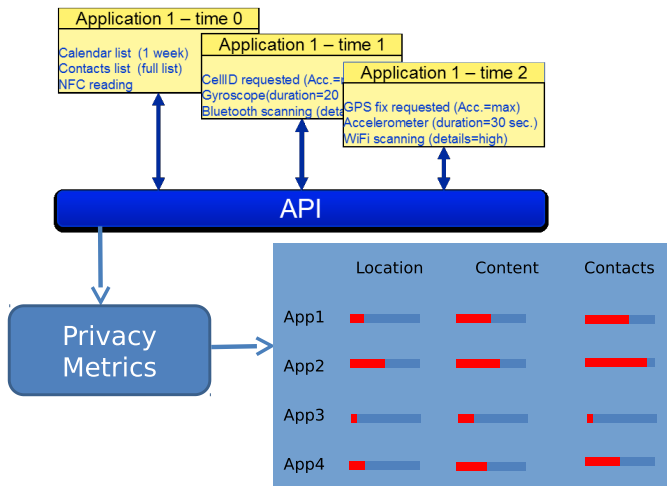 Application 1 – time 0
Calendar list (1 week)
Contacts list (full list)
NFC reading
Application 1 – time 1
CellID requested (Acc.=
Gyroscope(duration=20
Bluetooth scanning
Application 1 – time 2
GPS fix requested (Acc.=max)
Accelerometer (duration=30 sec.)
WiFi scanning (details=high)
API
Privacy
Metrics
Location Content Contacts
App1
App2
App3
App4